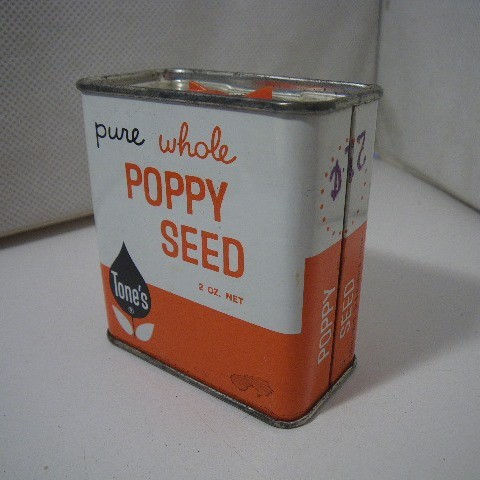 pure whole
POPPY
SEED
2 OZ. NET
Tone's
®
POPPY
SEED